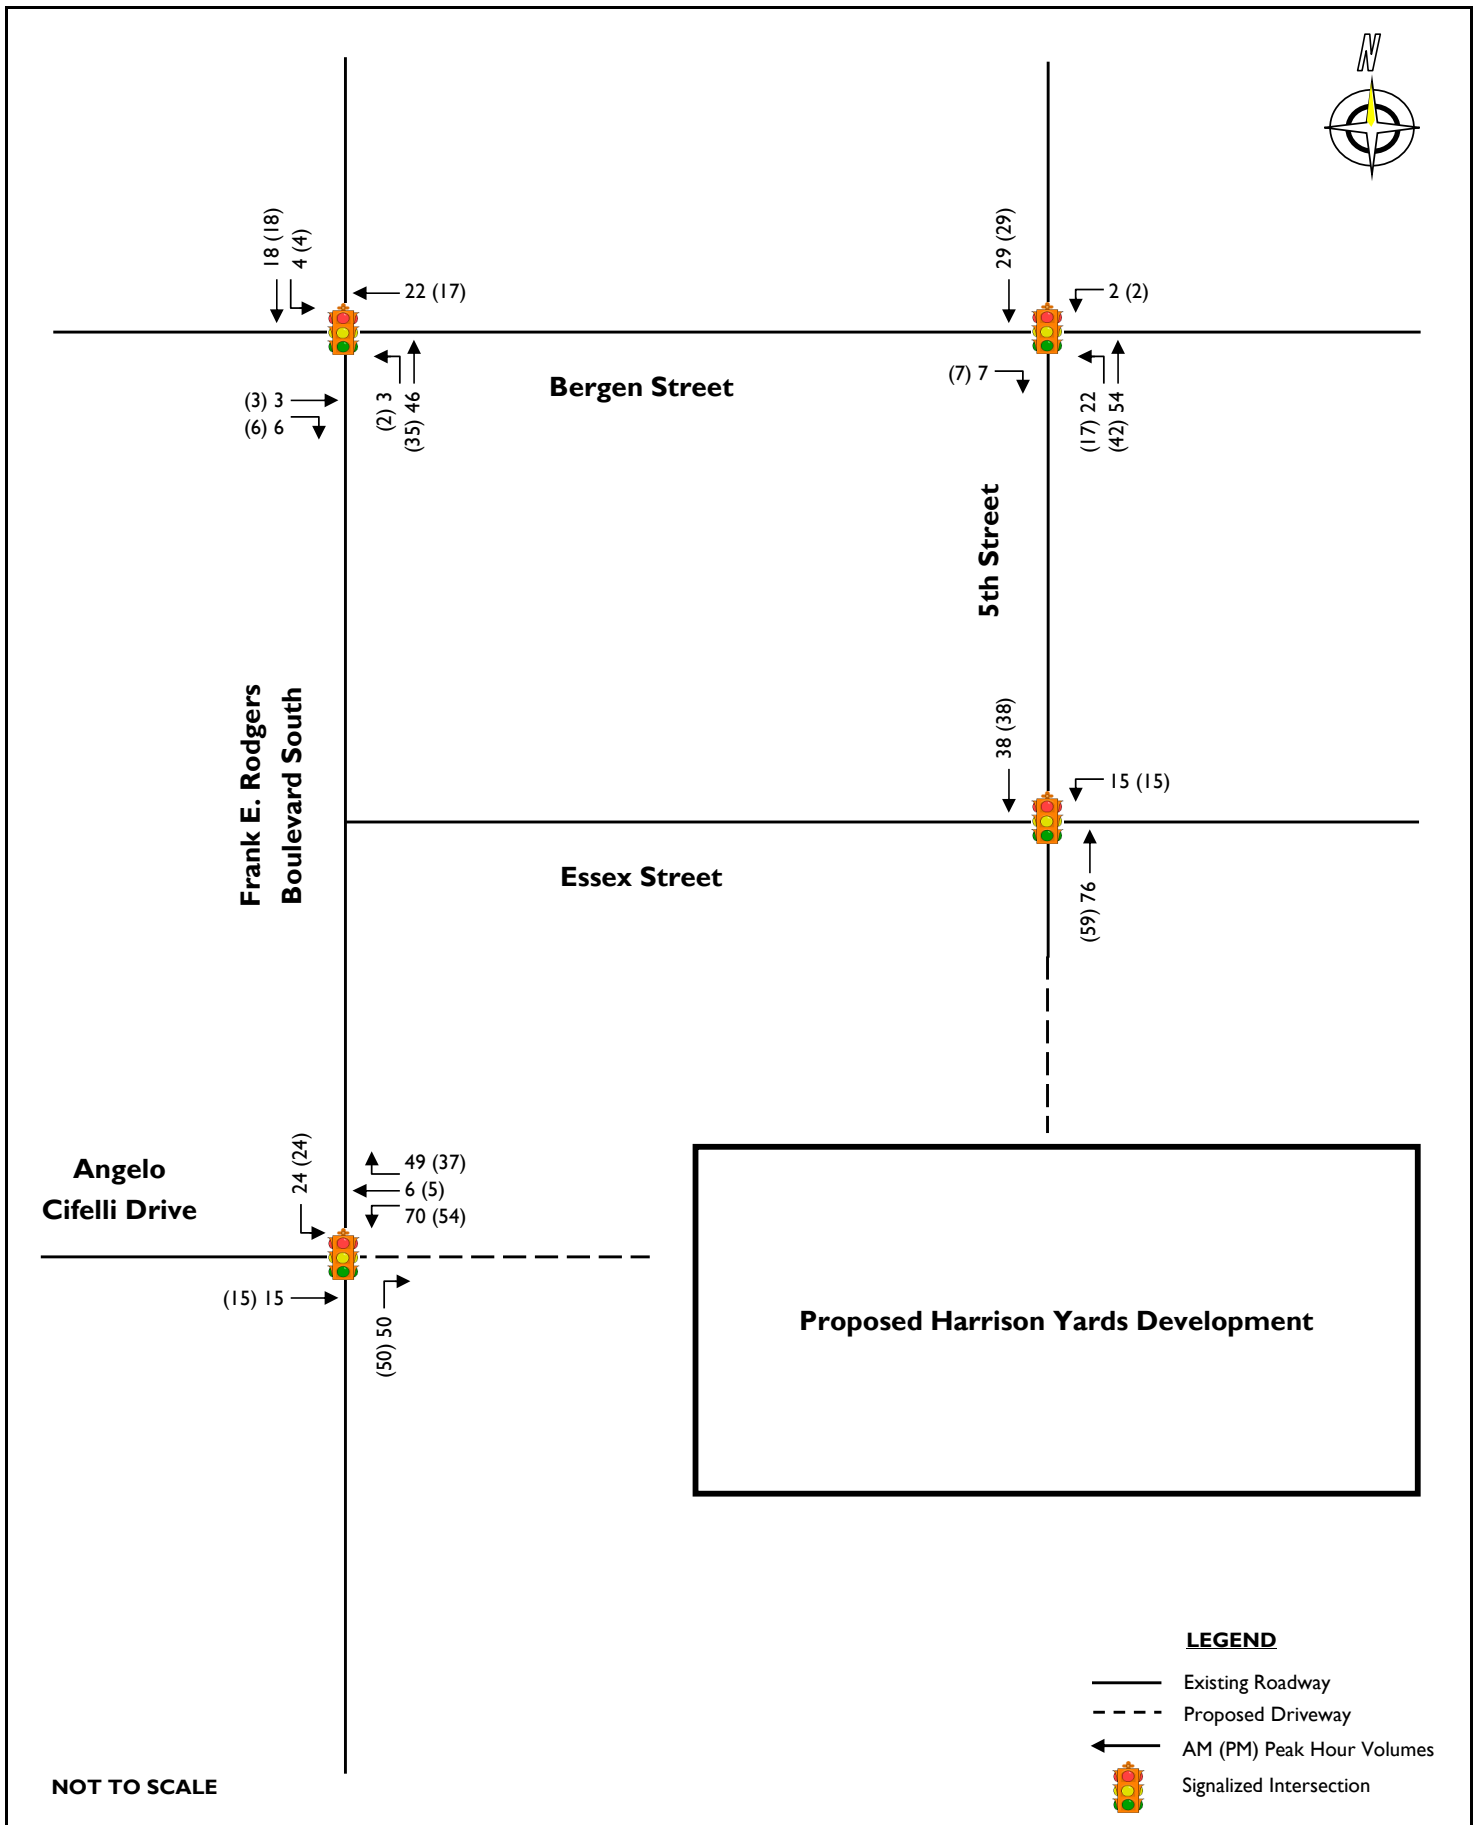 N
18 (18)
4 (4)
22 (17)
29 (29)
2 (2)
(3) 3
(6) 6
(2) 3
(35) 46
Bergen Street
(7) 7
(17) 22
(42) 54
5th Street
Frank E. Rodgers
Boulevard South
38 (38)
15 (15)
Essex Street
(59) 76
Angelo
Cifelli Drive
24 (24)
49 (37)
6 (5)
70 (54)
(15) 15
(50) 50
Proposed Harrison Yards Development
LEGEND
Existing Roadway
Proposed Driveway
AM (PM) Peak Hour Volumes
Signalized Intersection
NOT TO SCALE